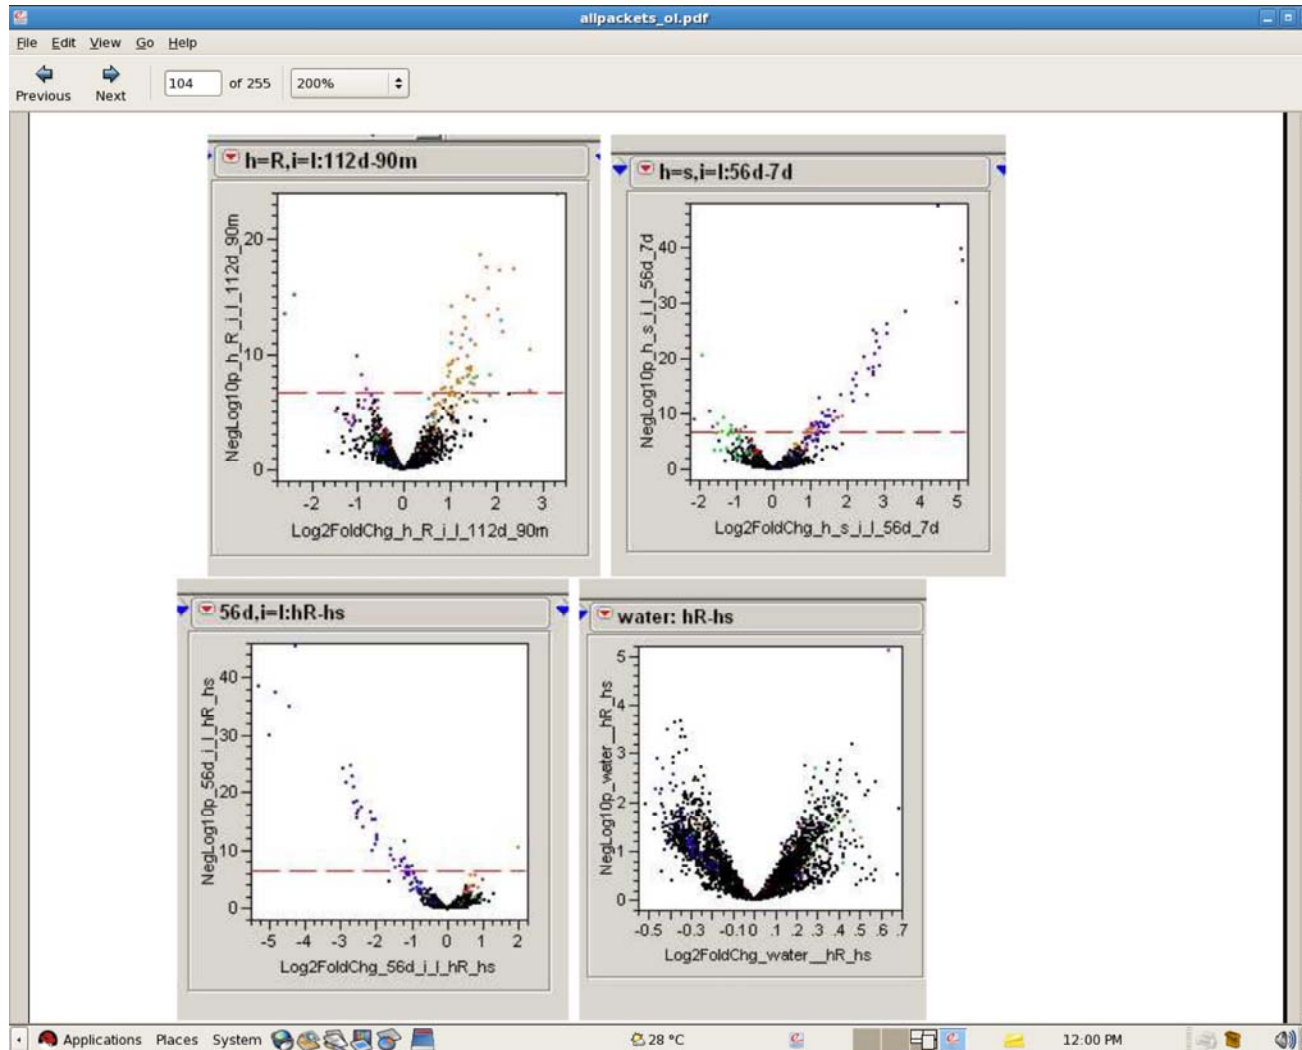 allpackets_ol.pdf
File Edit View Go Help
Previous Next 104 of 255 200%
h=R,i=I:112d-90m
NegLog10p_h_R_i_I_112d_90m
20
10
0
-2 -1 0 1 2 3
Log2FoldChg_h_R_i_I_112d_90m
h=s,i=I:56d-7d
NegLog10p_h_s_i_I_56d_7d
40
30
20
10
0
-2 -1 0 1 2 3 4 5
Log2FoldChg_h_s_i_I_56d_7d
56d,i=I:hR-hs
NegLog10p_56d_i_I_hR_hs
40
30
20
10
0
-5 -4 -3 -2 -1 0 1 2
Log2FoldChg_56d_i_I_hR_hs
water: hR-hs
NegLog10p_water__hR_hs
5
4
3
2
1
0
-0.5 -0.3 -0.10 .1 .2 .3 .4 .5 .6 .7
Log2FoldChg_water__hR_hs
Applications Places System 28 °C 12:00 PM